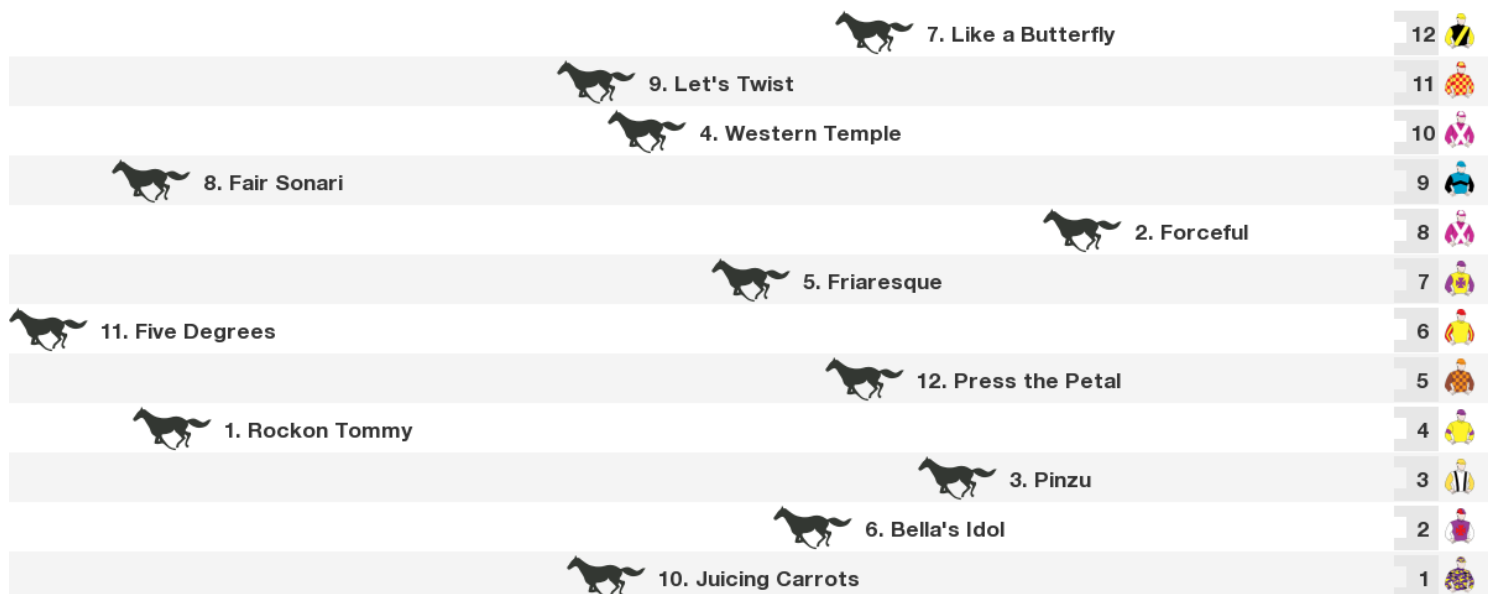 7. Like a Butterfly 12
9. Let's Twist 11
4. Western Temple 10
8. Fair Sonari 9
2. Forceful 8
5. Friaresque 7
11. Five Degrees 6
12. Press the Petal 5
1. Rockon Tommy 4
3. Pinzu 3
6. Bella's Idol 2
10. Juicing Carrots 1